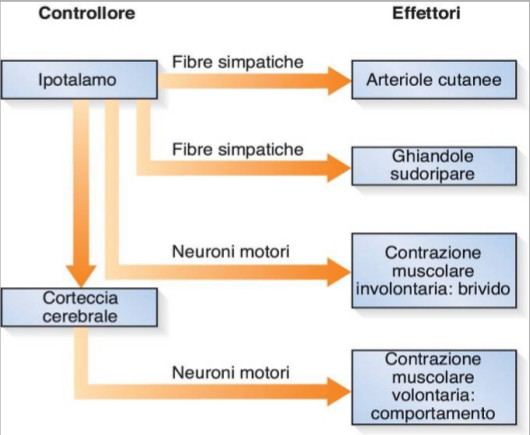 Controllore
Effettori
Fibre simpatiche
Ipotalamo
Arteriole cutanee
Fibre simpatiche
Ghiandole
sudoripare
Neuroni motori
Contrazione
muscolare
involontaria: brivido
Corteccia
cerebrale
Neuroni motori
Contrazione
muscolare
volontaria:
comportamento